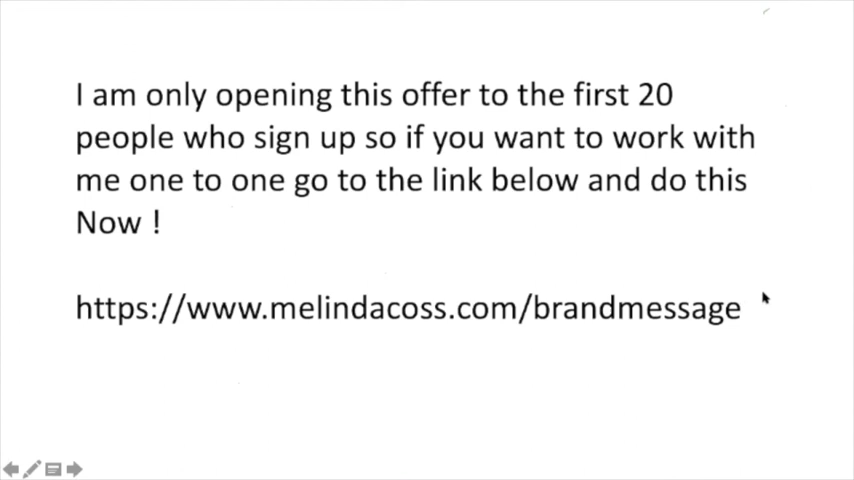 I am only opening this offer to the first 20
people who sign up so if you want to work with
me one to one go to the link below and do this
Now !
https://www.melindacoss.com/brandmessage